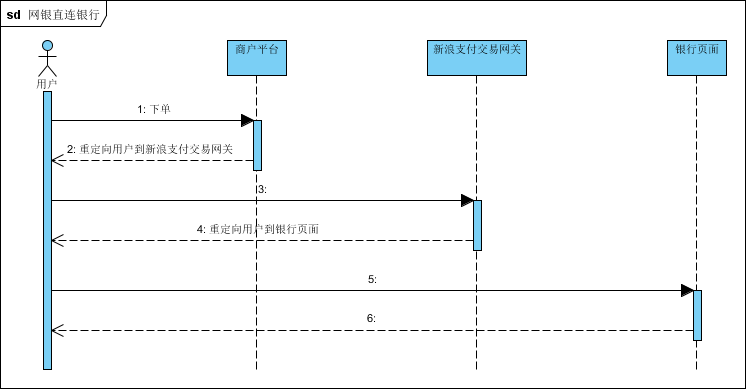 sd 网银直连银行
用户
商户平台
新浪支付交易网关
银行页面
1: 下单
2: 重定向用户到新浪支付交易网关
3:
4: 重定向用户到银行页面
5:
6: